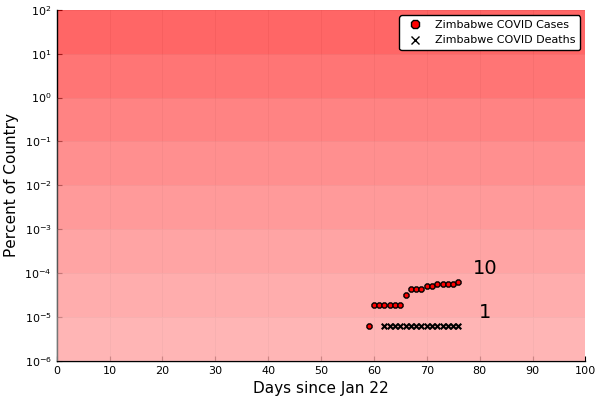 10²
Zimbabwe COVID Cases
Zimbabwe COVID Deaths
10¹
10⁰
10⁻¹
10⁻²
10⁻³
10⁻⁴
10⁻⁵
10⁻⁶
Percent of Country
10
1
0 10 20 30 40 50 60 70 80 90 100
Days since Jan 22